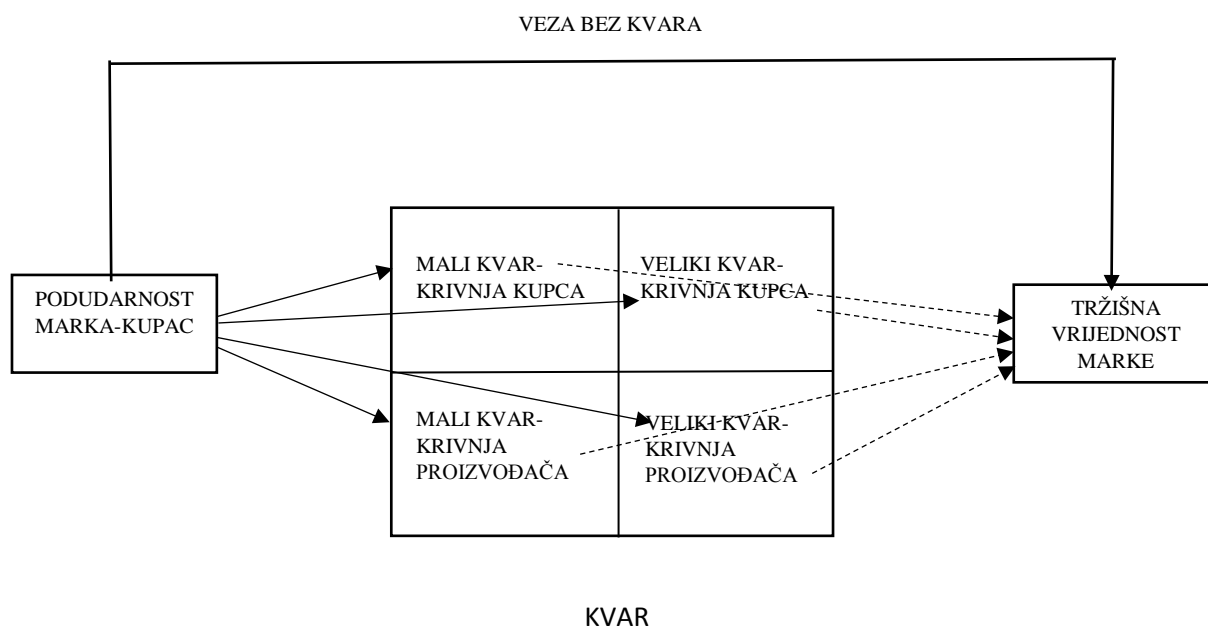 VEZA BEZ KVARA
PODUDARNOST
MARKA-KUPAC
MALI KVAR-
KRIVNJA KUPCA
VELIKI KVAR-
KRIVNJA KUPCA
MALI KVAR-
KRIVNJA
PROIZVOĐAČA
VELIKI KVAR-
KRIVNJA
PROIZVOĐAČA
TRŽIŠNA
VRIJEDNOST
MARKE
KVAR